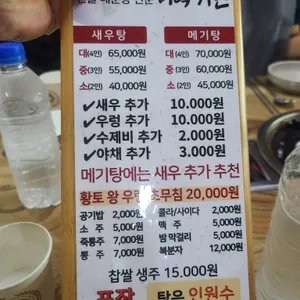 새우탕 메기탕
대(4인) 65,000원 대(4인) 70,000원
중(3인) 55,000원 중(3인) 60,000원
소(2인) 40,000원 소(2인) 45,000원
✓새우 추가 10.000원
✓우렁 추가 10.000원
✓수제비 추가 2.000원
✓야채 추가 3.000원
메기탕에는 새우 추가 추천
황토 왕 우렁 초무침 20,000원
공기밥 2,000원 콜라/사이다 2,000원
소 주 5,000원 맥 주 5,000원
죽통주 7,000원 밤막걸리 5,000원
동 주 7,000원 복분자 12,000원
찹쌀 생주 15.000원
포장 탕은 인원수